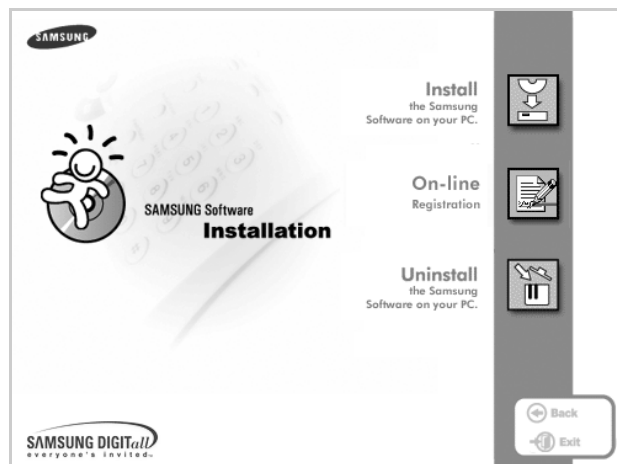 SAMSUNG
Install
the Samsung
Software on your PC.
On-line
Registration
SAMSUNG Software
Installation
Uninstall
the Samsung
Software on your PC.
Back
Exit
SAMSUNG DIGITall
everyone's invited™